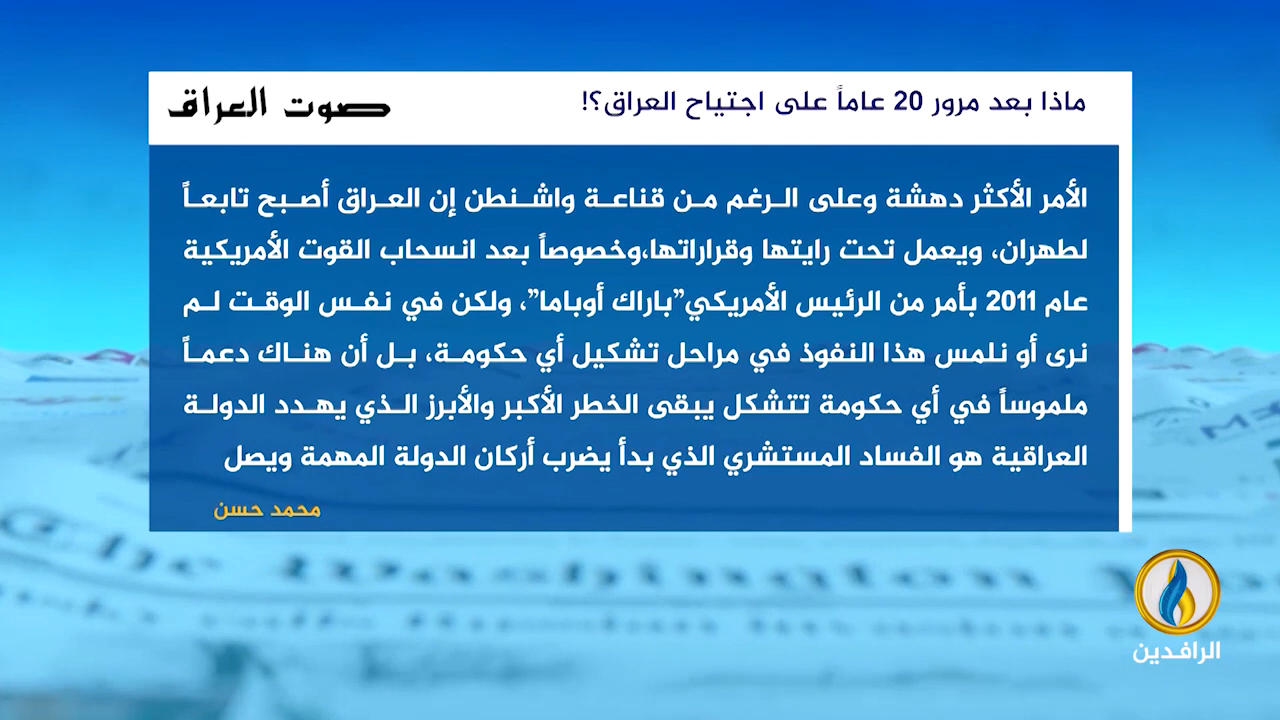 ماذا بعد مرور 20 عاماً على اجتياح العراق؟!
صوت العراق
الأمر الأكثر دهشة وعلى الرغم من قناعة واشنطن إن العراق أصبح تابعاً
لطهران، ويعمل تحت رايتها وقراراتها،وخصوصاً بعد انسحاب القوت الأمريكية
عام 2011 بأمر من الرئيس الأمريكي"باراك أوباما"، ولكن في نفس الوقت لم
نرى أو نلمس هذا النفوذ في مراحل تشكيل أي حكومة، بل أن هناك دعماً
ملموساً في أي حكومة تتشكل يبقى الخطر الأكبر والأبرز الذي يهدد الدولة
العراقية هو الفساد المستشري الذي بدأ يضرب أركان الدولة المهمة ويصل
محمد حسن
The Washington
الرافدين